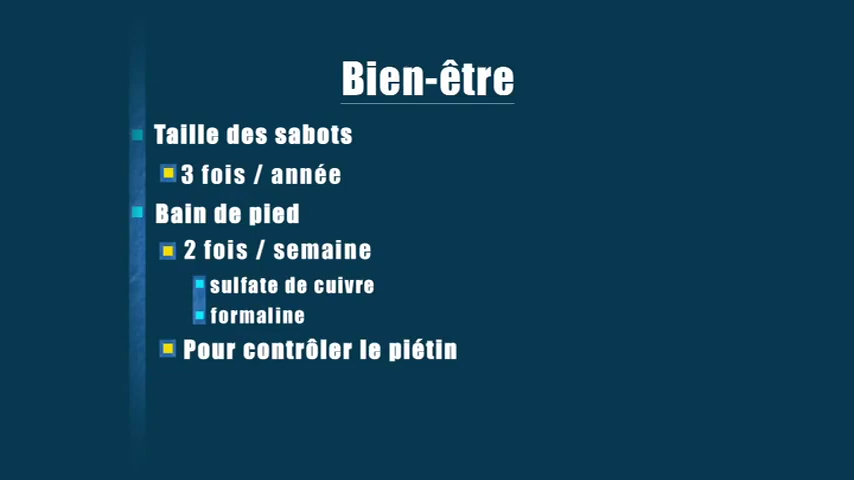 Bien-être
Taille des sabots
3 fois / année
Bain de pied
2 fois / semaine
sulfate de cuivre
formaline
Pour contrôler le piétin